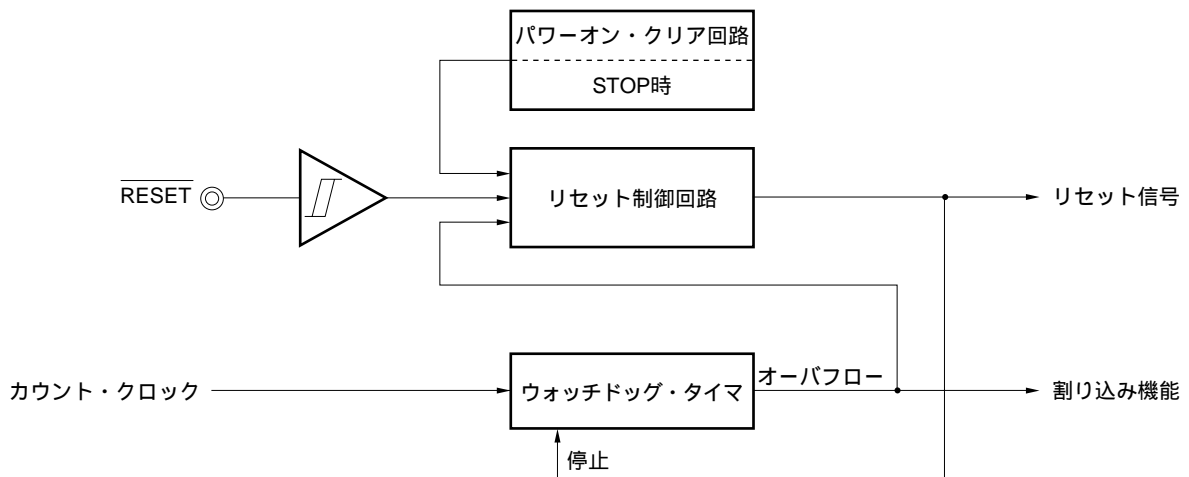 パワーオン・クリア回路
STOP時
RESET
リセット制御回路
リセット信号
カウント・クロック
ウォッチドッグ・タイマ
オーバフロー
割り込み機能
停止